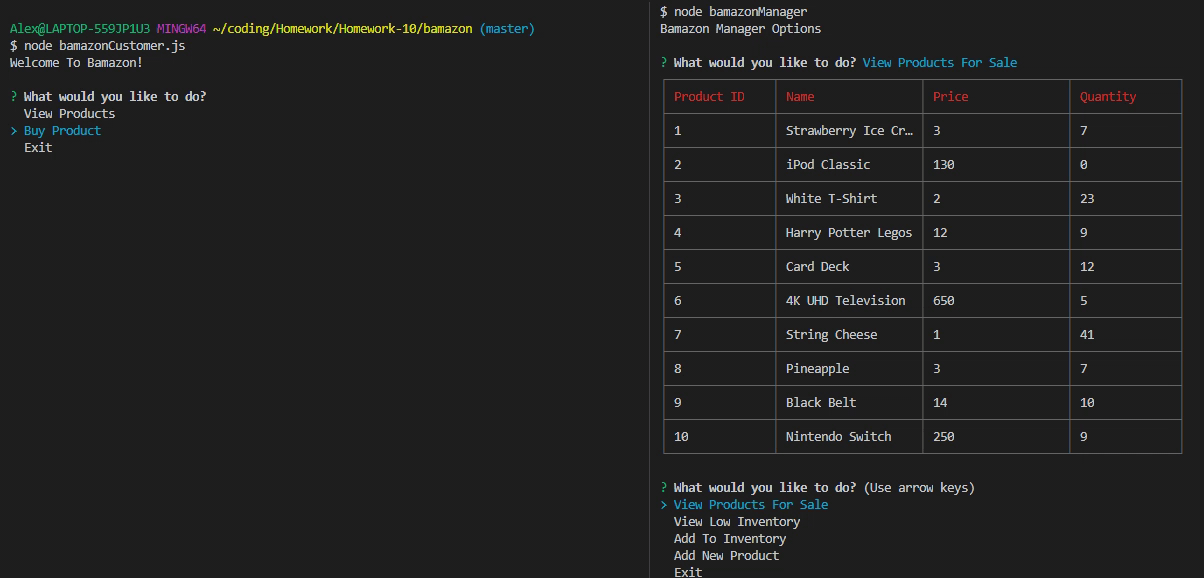 Alex@LAPTOP-559JP1U3 MINGW64 ~/coding/Homework/Homework-10/bamazon (master)
$ node bamazonCustomer.js
Welcome To Bamazon!
? What would you like to do?
View Products
> Buy Product
Exit
$ node bamazonManager
Bamazon Manager Options
? What would you like to do? View Products For Sale
Product ID Name Price Quantity
1 Strawberry Ice Cr… 3 7
2 iPod Classic 130 0
3 White T-Shirt 2 23
4 Harry Potter Legos 12 9
5 Card Deck 3 12
6 4K UHD Television 650 5
7 String Cheese 1 41
8 Pineapple 3 7
9 Black Belt 14 10
10 Nintendo Switch 250 9
? What would you like to do? (Use arrow keys)
> View Products For Sale
View Low Inventory
Add To Inventory
Add New Product
Exit